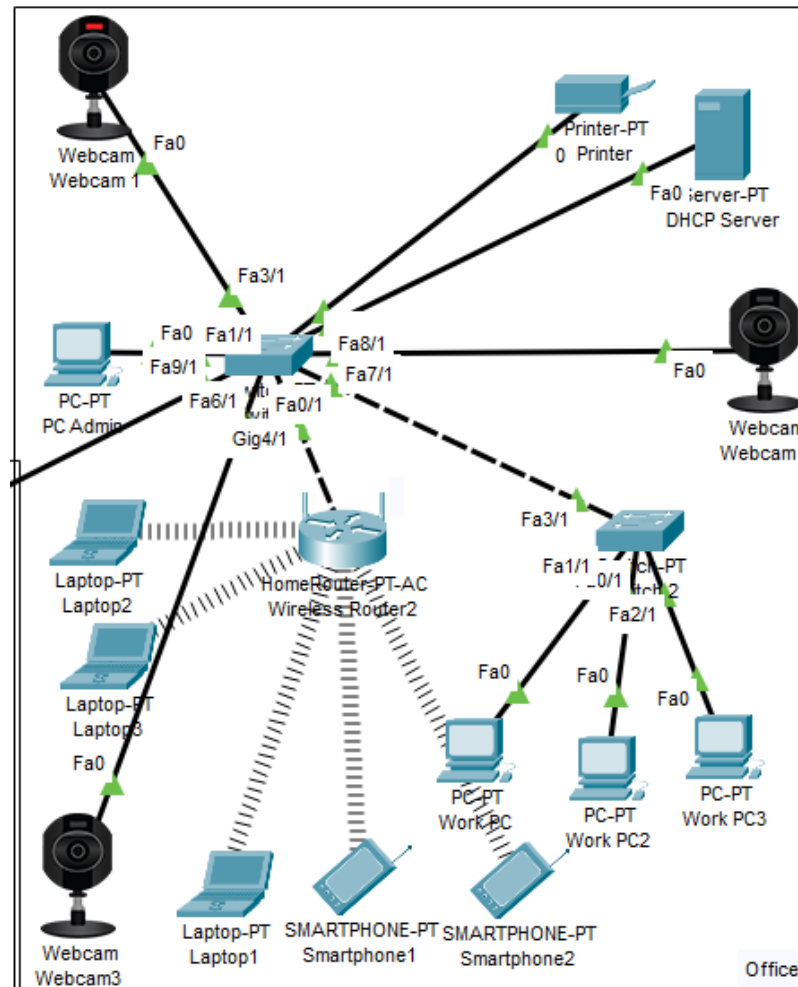 Fa0
Webcam
Webcam 1
Printer-PT
0 Printer
Fa0
Server-PT
DHCP Server
Fa3/1
Fa0
Fa1/1
Fa8/1
Fa9/1
Fa7/1
Fa0
PC-PT
PC Admin
Fa6/1
Fa0/1
Webcam
Webcam
Gig4/1
Fa3/1
Laptop-PT
Laptop2
HomeRouter-PT-AC
Wireless Router2
Fa1/1
Fa2/1
Laptop-PT
Laptop3
Fa0
Fa0
Fa0
Fa0
PC-PT
Work PC
PC-PT
Work PC2
PC-PT
Work PC3
Laptop-PT
Laptop1
SMARTPHONE-PT
Smartphone1
SMARTPHONE-PT
Smartphone2
Webcam
Webcam3
Office